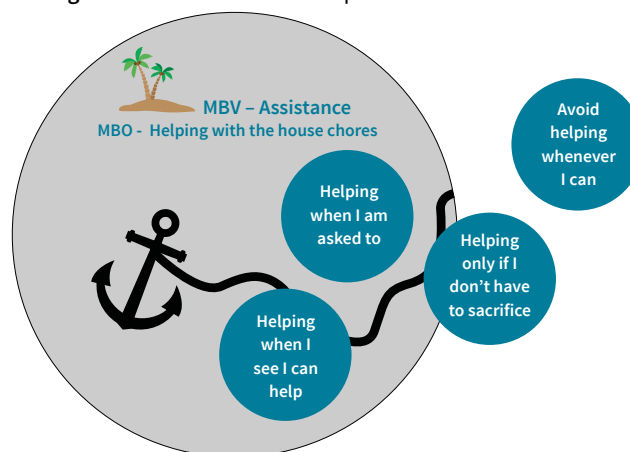 MBV – Assistance
MBO - Helping with the house chores
Avoid
helping
whenever
I can
Helping
when I am
asked to
Helping
only if I
don’t have
to sacrifice
Helping
when I
see I can
help